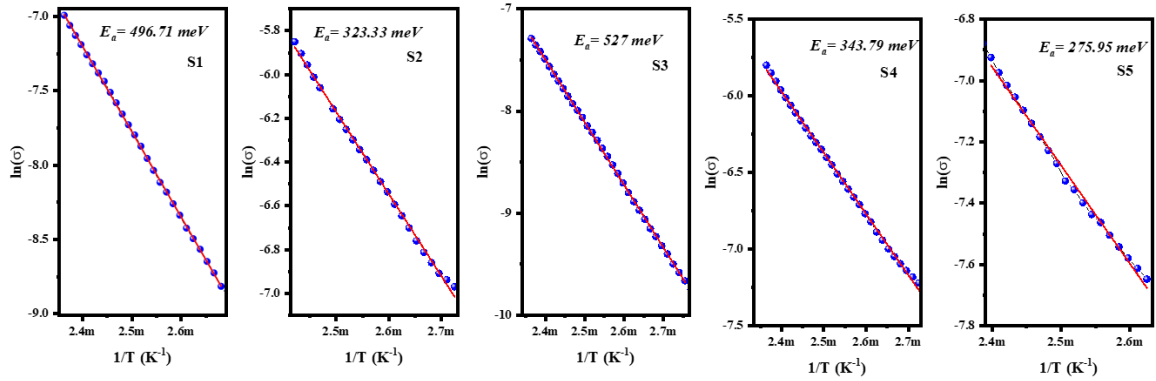 -7.0
-7.5
-8.0
-8.5
-9.0
ln(σ)
Ea= 496.71 meV
S1
2.4m 2.5m 2.6m
1/T (K-1)
-5.8
-6.0
-6.2
-6.4
-6.6
-6.8
-7.0
ln(σ)
Ea= 323.33 meV
S2
2.5m 2.6m 2.7m
1/T (K-1)
-7
-8
-9
-10
ln(σ)
Ea= 527 meV
S3
2.4m 2.5m 2.6m 2.7m
1/T (K-1)
-5.5
-6.0
-6.5
-7.0
-7.5
ln(σ)
Ea= 343.79 meV
S4
2.4m 2.5m 2.6m 2.7m
1/T (K-1)
-6.8
-7.0
-7.2
-7.4
-7.6
-7.8
ln(σ)
Ea= 275.95 meV
S5
2.4m 2.5m 2.6m
1/T (K-1)